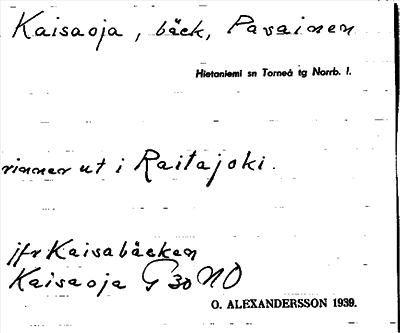 Kaisaoja, bäck, Pasainen
Hietaniemi sn Torneå tg Norrb. l.
rinner ut i Raitajoki.
jfr Kaisabäcken
Kaisaoja G 30 NO
O. ALEXANDERSSON 1939.